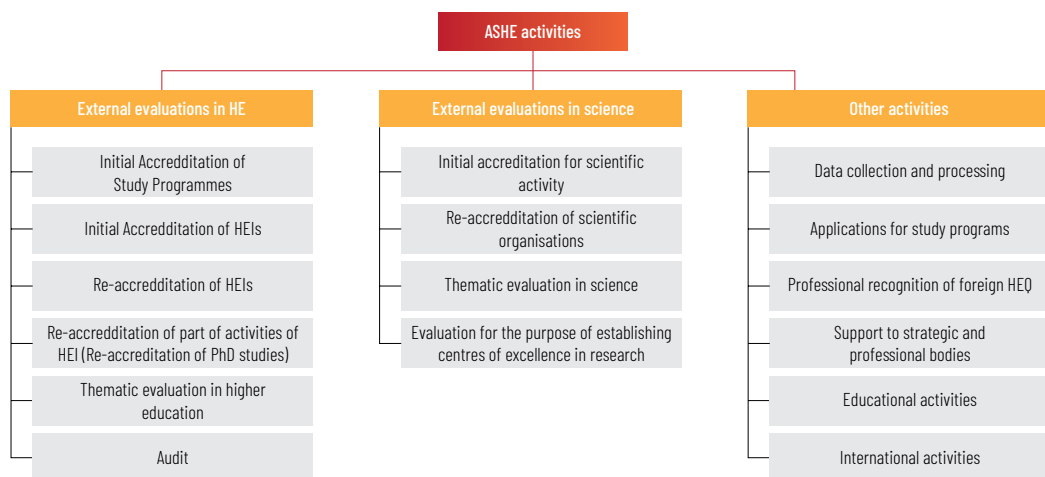 ASHE activities
External evaluations in HE
Initial Accredditation of
Study Programmes
Initial Accredditation of HEIs
Re-accredditation of HEIs
Re-accredditation of part of activities of
HEI (Re-accreditation of PhD studies)
Thematic evaluation in higher
education
Audit
External evaluations in science
Initial accreditation for scientific
activity
Re-accredditation of scientific
organisations
Thematic evaluation in science
Evaluation for the purpose of establishing
centres of excellence in research
Other activities
Data collection and processing
Applications for study programs
Professional recognition of foreign HEQ
Support to strategic and
professional bodies
Educational activities
International activities